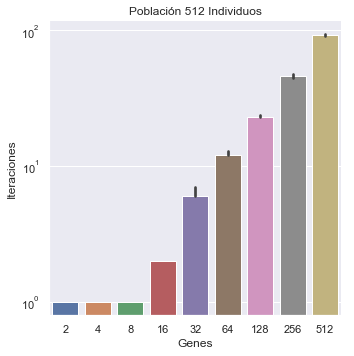 Población 512 Individuos
Iteraciones
10²
10¹
10⁰
2 4 8 16 32 64 128 256 512
Genes